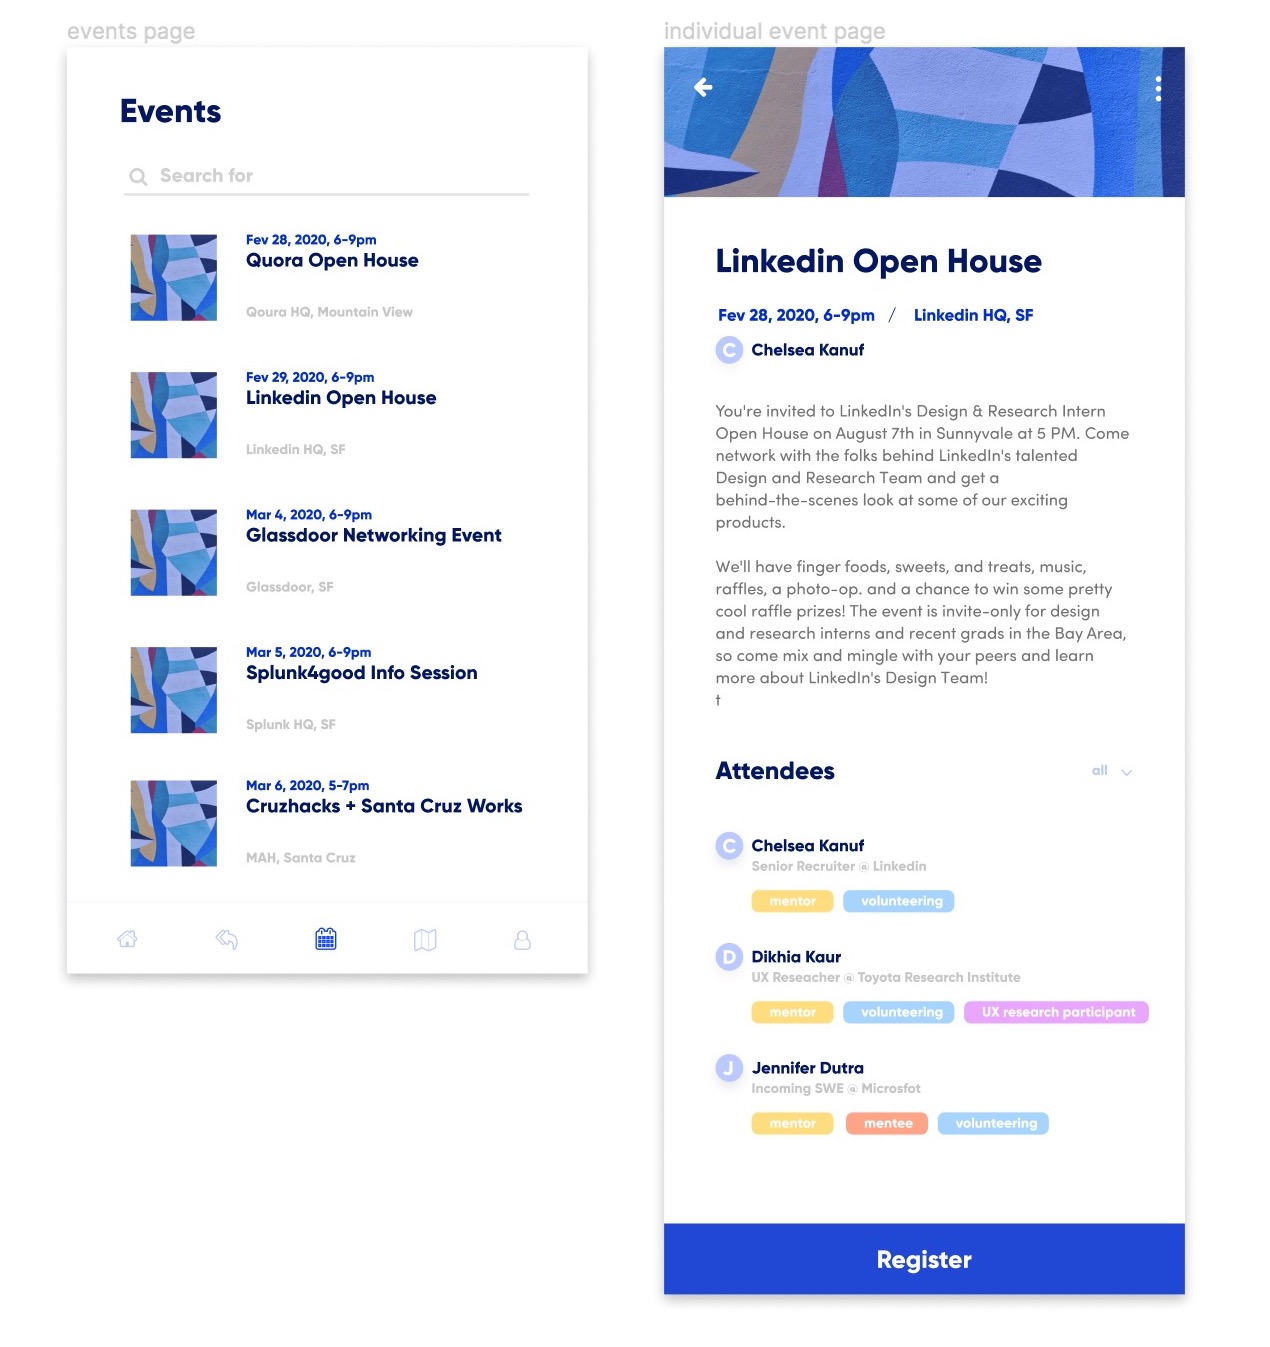 events page
Events
Search for
Fev 28, 2020, 6-9pm
Quora Open House
Qoura HQ, Mountain View
Fev 29, 2020, 6-9pm
Linkedin Open House
Linkedin HQ, SF
Mar 4, 2020, 6-9pm
Glassdoor Networking Event
Glassdoor, SF
Mar 5, 2020, 6-9pm
Splunk4good Info Session
Splunk HQ, SF
Mar 6, 2020, 5-7pm
Cruzhacks + Santa Cruz Works
MAH, Santa Cruz
individual event page
Linkedin Open House
Fev 28, 2020, 6-9pm / Linkedin HQ, SF
C Chelsea Kanuf
You're invited to LinkedIn's Design & Research Intern
Open House on August 7th in Sunnyvale at 5 PM. Come
network with the folks behind LinkedIn's talented
Design and Research Team and get a
behind-the-scenes look at some of our exciting
products.
We'll have finger foods, sweets, and treats, music,
raffles, a photo-op. and a chance to win some pretty
cool raffle prizes! The event is invite-only for design
and research interns and recent grads in the Bay Area,
so come mix and mingle with your peers and learn
more about LinkedIn's Design Team!
t
Attendees all
C Chelsea Kanuf
Senior Recruiter @ Linkedin
mentor volunteering
D Dikhia Kaur
UX Reseacher @ Toyota Research Institute
mentor volunteering UX research participant
J Jennifer Dutra
Incoming SWE @ Microsfot
mentor mentee volunteering
Register